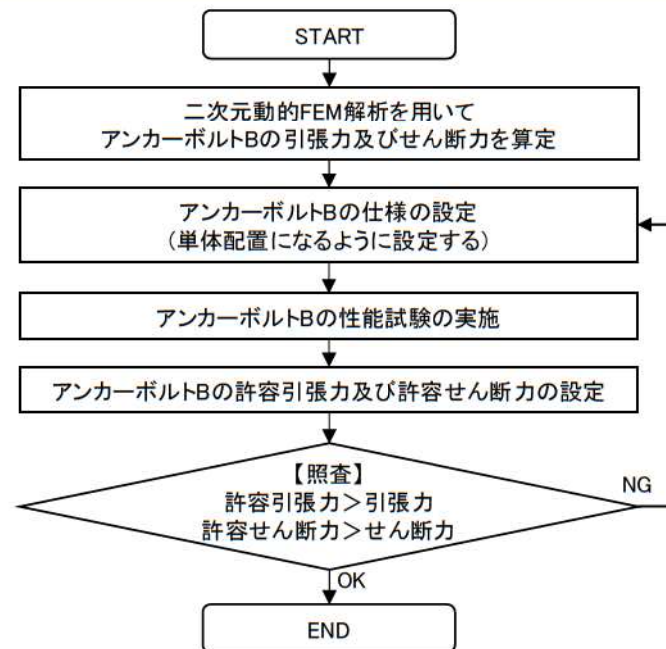 START
二次元動的FEM解析を用いて
アンカーボルトBの引張力及びせん断力を算定
アンカーボルトBの仕様の設定
(単体配置になるように設定する)
アンカーボルトBの性能試験の実施
アンカーボルトBの許容引張力及び許容せん断力の設定
【照査】
許容引張力＞引張力
許容せん断力＞せん断力
NG
OK
END